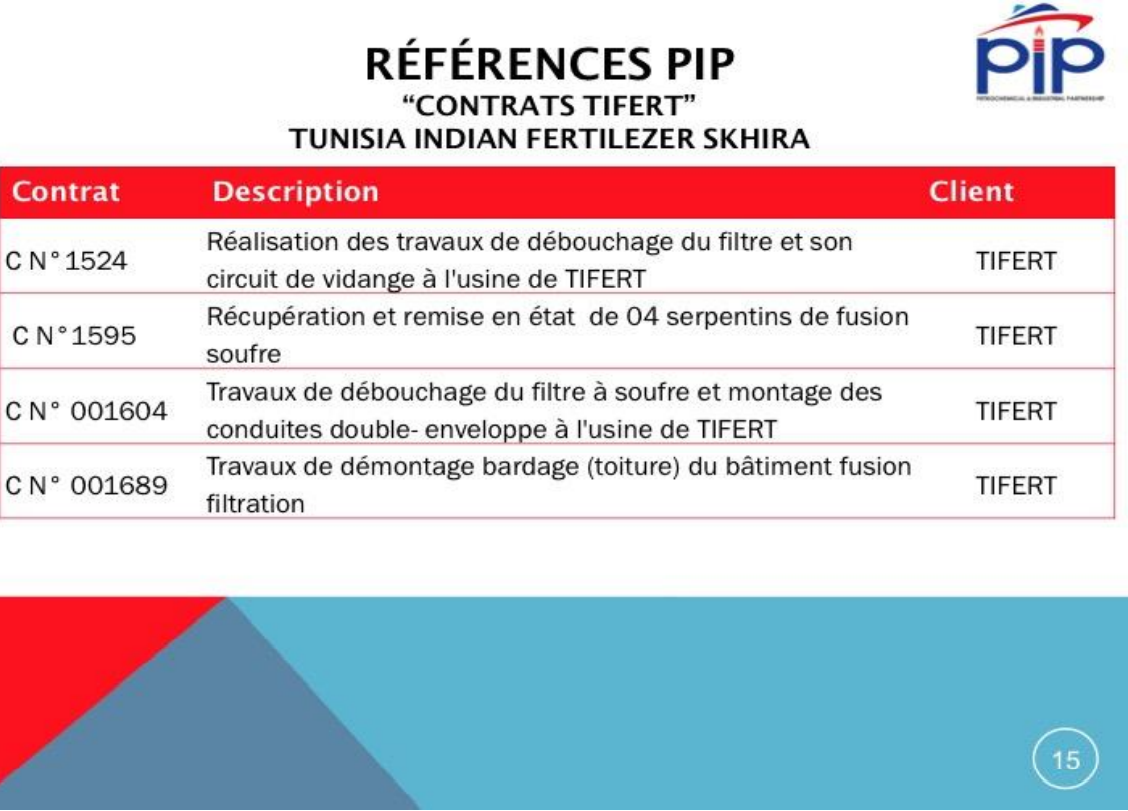 RÉFÉRENCES PIP
“CONTRATS TIFERT”
TUNISIA INDIAN FERTILEZER SKHIRA
pip
PETROCHEMICAL & INDUSTRIAL PARTNERSHIP
Contrat Description Client
C N°1524 Réalisation des travaux de débouchage du filtre et son
circuit de vidange à l'usine de TIFERT TIFERT
C N°1595 Récupération et remise en état de 04 serpentins de fusion
soufre TIFERT
C N° 001604 Travaux de débouchage du filtre à soufre et montage des
conduites double- enveloppe à l'usine de TIFERT TIFERT
C N° 001689 Travaux de démontage bardage (toiture) du bâtiment fusion
filtration TIFERT
15